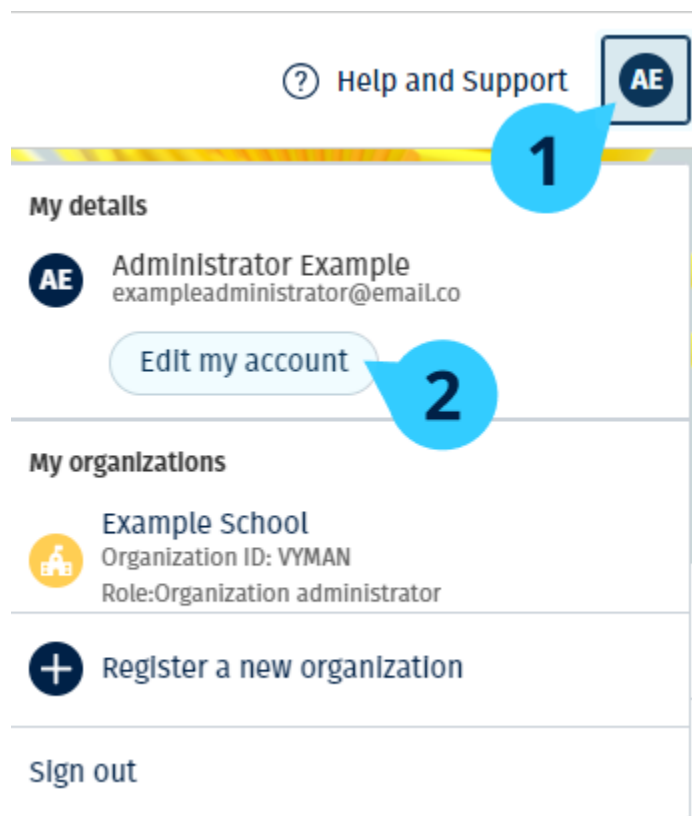 Help and Support
AE
1
My details
AE
Administrator Example
exampleadministrator@email.co
Edit my account
2
My organizations
Example School
Organization ID: VYMAN
Role:Organization administrator
Register a new organization
Sign out